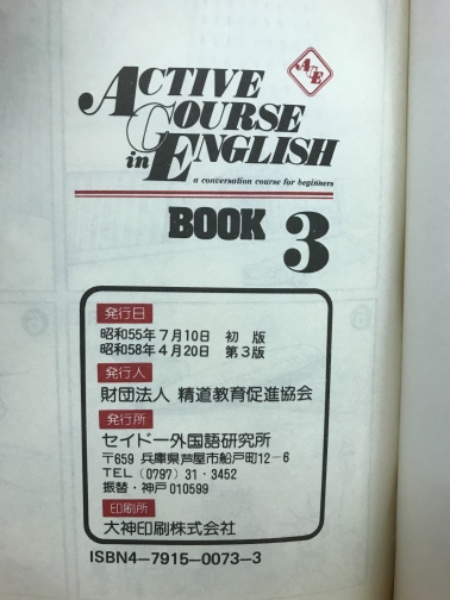 ACE
ACTIVE
COURSE
in ENGLISH
a conversation course for beginners
BOOK 3
発行日
昭和55年7月10日 初 版
昭和58年4月20日 第3版
発行人
財団法人 精道教育促進協会
発行所
セイドー外国語研究所
〒659 兵庫県芦屋市船戸町12-6
TEL (0797) 31・3452
振替・神戸 010599
印刷所
大神印刷株式会社
ISBN4-7915-0073-3